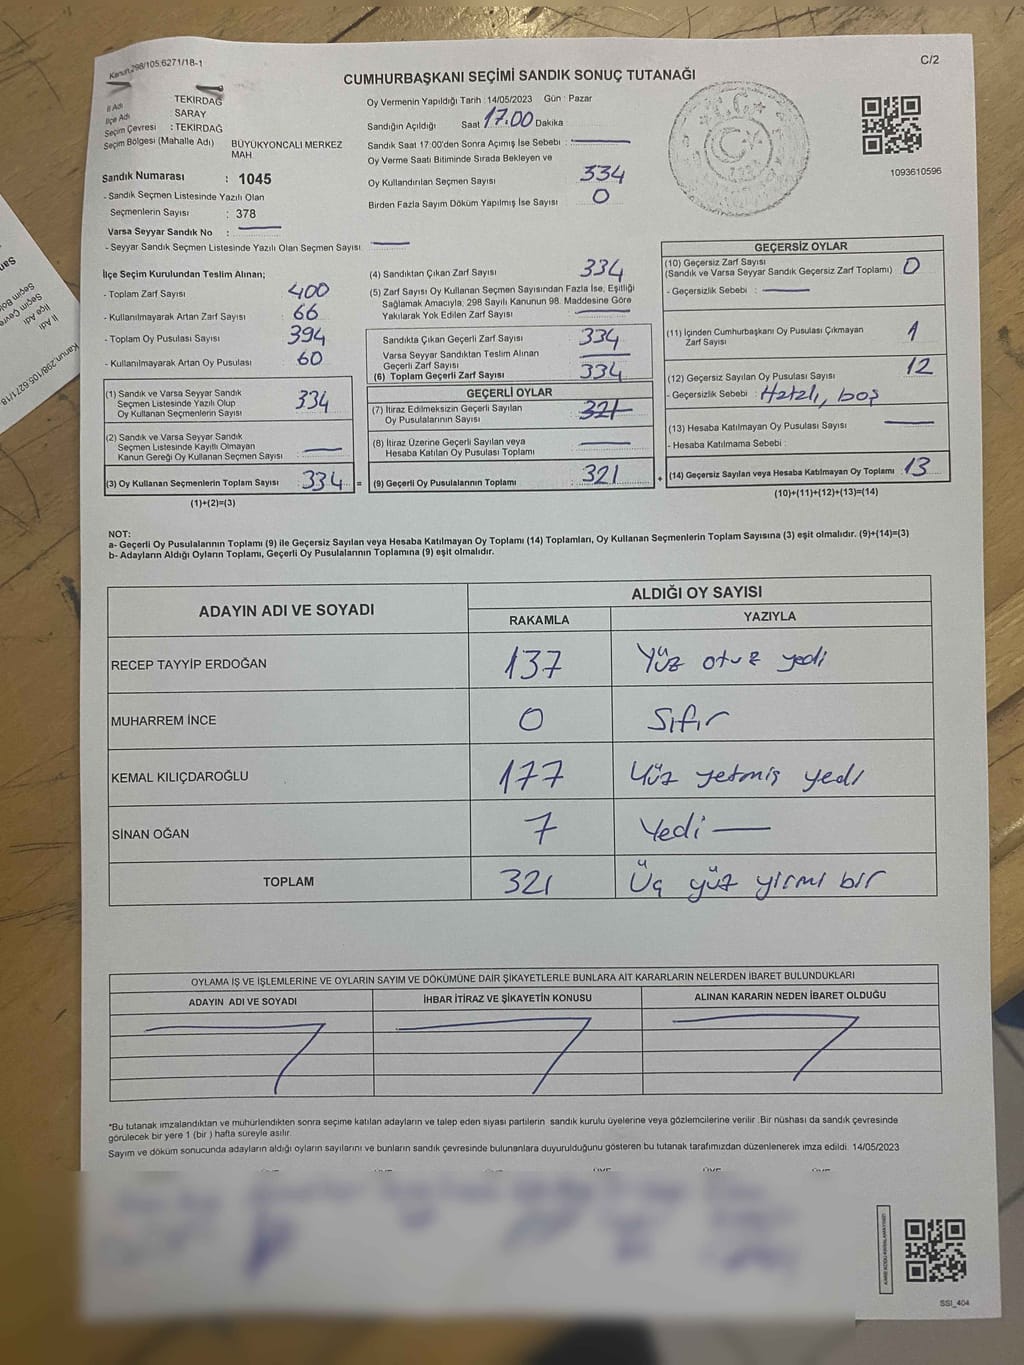 Kanun,298/105.6271/18-1
C/2
CUMHURBAŞKANI SEÇİMİ SANDIK SONUÇ TUTANAĞI
İl Adı TEKİRDAĞ
İlçe Adı SARAY
Seçim Çevresi : TEKİRDAĞ
Seçim Bölgesi (Mahalle Adı) BÜYÜKYONCALI MERKEZ
MAH.
Sandık Numarası : 1045
- Sandık Seçmen Listesinde Yazılı Olan
Seçmenlerin Sayısı : 378
Varsa Seyyar Sandık No :
- Seyyar Sandık Seçmen Listesinde Yazılı Olan Seçmen Sayısı
Oy Vermenin Yapıldığı Tarih :14/05/2023 Gün : Pazar
Sandığın Açıldığı Saat 17.00 Dakika
Sandık Saat 17:00'den Sonra Açımış İse Sebebi :
Oy Verme Saati Bitiminde Sırada Bekleyen ve
Oy Kullandırılan Seçmen Sayısı 334
Birden Fazla Sayım Döküm Yapılmış İse Sayısı 0
1093610596
İlçe Seçim Kurulundan Teslim Alınan;
- Toplam Zarf Sayısı 400
- Kullanılmayarak Artan Zarf Sayısı 66
- Toplam Oy Pusulası Sayısı 394
- Kullanılmayarak Artan Oy Pusulası 60
(1) Sandık ve Varsa Seyyar Sandık
Seçmen Listesinde Yazılı Olup
Oy Kullanan Seçmenlerin Sayısı 334
(2) Sandık ve Varsa Seyyar Sandık
Seçmen Listesinde Kayıtlı Olmayan
Kanun Gereği Oy Kullanan Seçmen Sayısı :
(3) Oy Kullanan Seçmenlerin Toplam Sayısı 334 =
(1)+(2)=(3)
(4) Sandıktan Çıkan Zarf Sayısı 334
(5) Zarf Sayısı Oy Kullanan Seçmen Sayısından Fazla İse, Eşitliği
Sağlamak Amacıyla, 298 Sayılı Kanunun 98. Maddesine Göre
Yakılarak Yok Edilen Zarf Sayısı
Sandıkta Çıkan Geçerli Zarf Sayısı 334
Varsa Seyyar Sandıktan Teslim Alınan
Geçerli Zarf Sayısı
(6) Toplam Geçerli Zarf Sayısı 334
GEÇERLİ OYLAR
(7) İtiraz Edilmeksizin Geçerli Sayılan
Oy Pusulalarının Sayısı : 321
(8) İtiraz Üzerine Geçerli Sayılan veya
Hesaba Katılan Oy Pusulası Toplamı
(9) Geçerli Oy Pusulalarının Toplamı : 321 +
GEÇERSİZ OYLAR
(10) Geçersiz Zarf Sayısı
(Sandık ve Varsa Seyyar Sandık Geçersiz Zarf Toplamı) 0
- Geçersizlik Sebebi :
(11) İçinden Cumhurbaşkanı Oy Pusulası Çıkmayan
Zarf Sayısı 1
(12) Geçersiz Sayılan Oy Pusulası Sayısı 12
- Geçersizlik Sebebi : Hatalı, boş
(13) Hesaba Katılmayan Oy Pusulası Sayısı
- Hesaba Katılmama Sebebi :
(14) Geçersiz Sayılan veya Hesaba Katılmayan Oy Toplamı 13
(10)+(11)+(12)+(13)=(14)
NOT:
a- Geçerli Oy Pusulalarının Toplamı (9) ile Geçersiz Sayılan veya Hesaba Katılmayan Oy Toplamı (14) Toplamları, Oy Kullanan Seçmenlerin Toplam Sayısına (3) eşit olmalıdır. (9)+(14)=(3)
b- Adayların Aldığı Oyların Toplamı, Geçerli Oy Pusulalarının Toplamına (9) eşit olmalıdır.
ADAYIN ADI VE SOYADI
ALDIĞI OY SAYISI
RAKAMLA YAZIYLA
RECEP TAYYİP ERDOĞAN 137 Yüz otuz yedi
MUHARREM İNCE 0 Sıfır
KEMAL KILIÇDAROĞLU 177 Yüz yetmiş yedi
SİNAN OĞAN 7 Yedi
TOPLAM 321 Üç yüz yirmi bir
OYLAMA İŞ VE İŞLEMLERİNE VE OYLARIN SAYIM VE DÖKÜMÜNE DAİR ŞİKAYETLERLE BUNLARA AİT KARARLARIN NELERDEN İBARET BULUNDUKLARI
ADAYIN ADI VE SOYADI İHBAR İTİRAZ VE ŞİKAYETİN KONUSU ALINAN KARARIN NEDEN İBARET OLDUĞU
*Bu tutanak imzalandıktan ve mühürlendikten sonra seçime katılan adayların ve talep eden siyasi partilerin sandık kurulu üyelerine veya gözlemcilerine verilir .Bir nüshası da sandık çevresinde
görülecek bir yere 1 (bir ) hafta süreyle asılır.
Sayım ve döküm sonucunda adayların aldığı oyların sayılarını ve bunların sandık çevresinde bulunanlara duyurulduğunu gösteren bu tutanak tarafımızdan düzenlenerek imza edildi. 14/05/2023
SSI_404